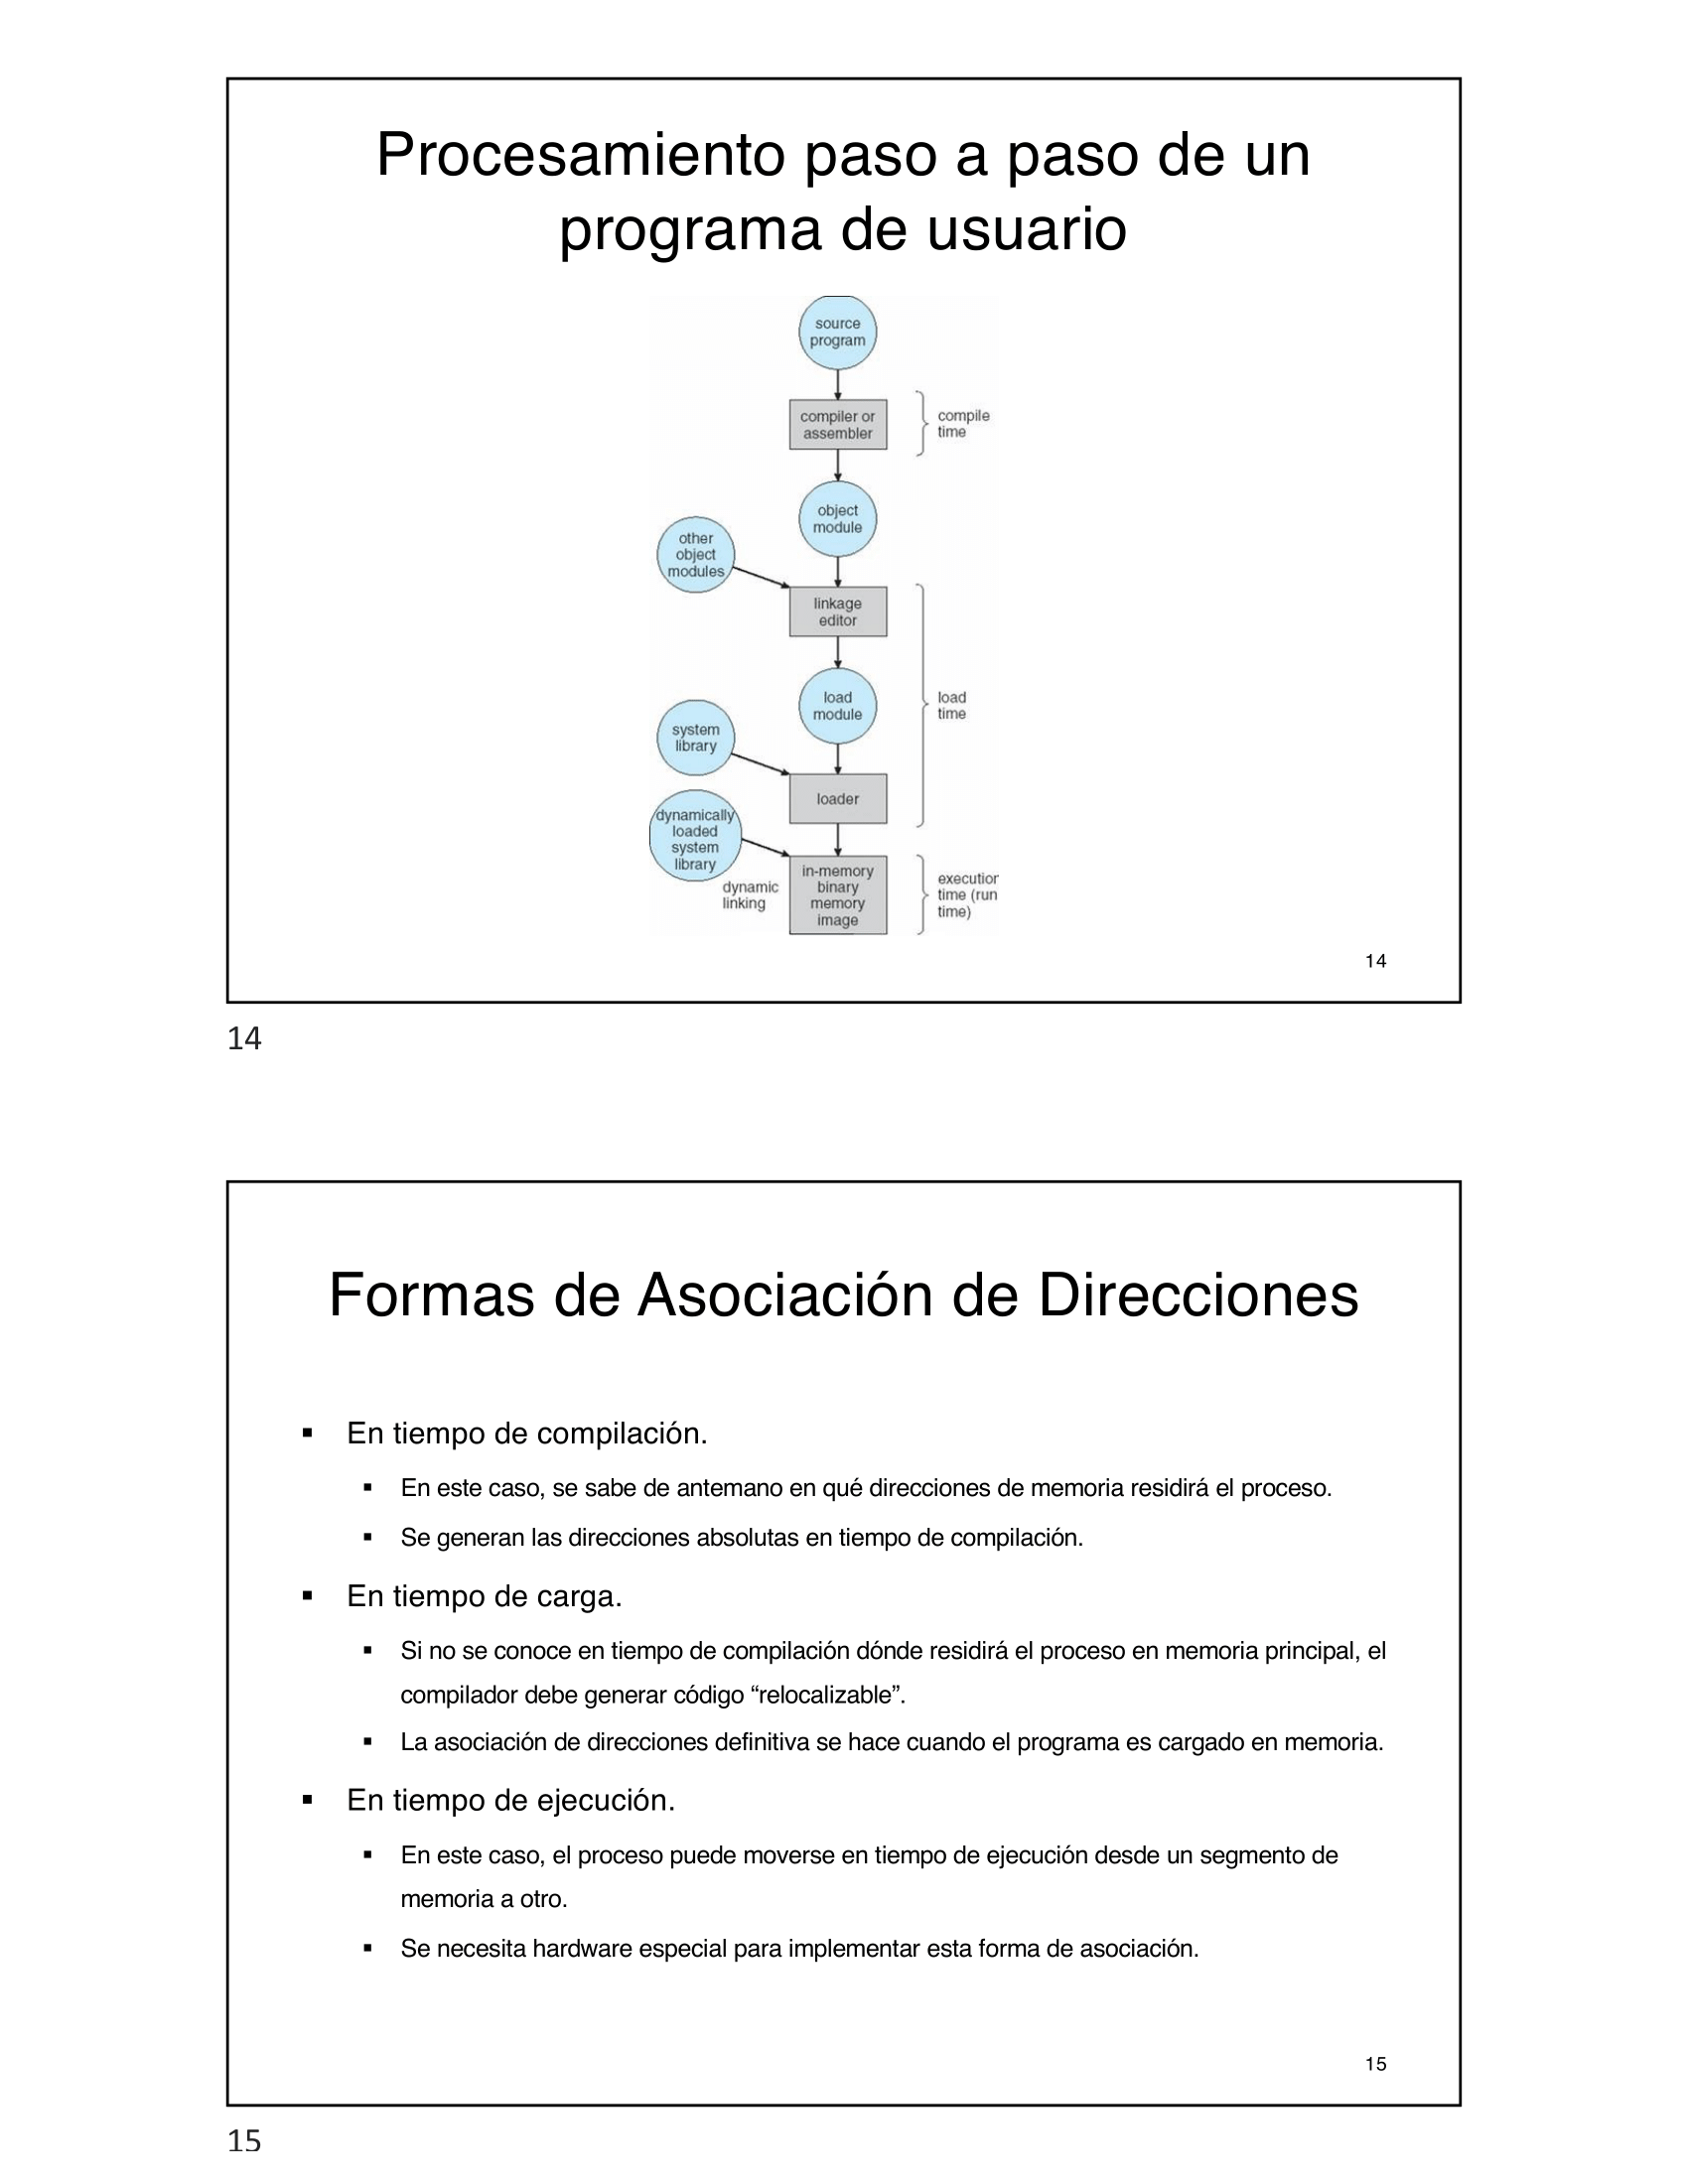 Procesamiento paso a paso de un
programa de usuario
source
program
compiler or
assembler
compile
time
object
module
other
object
modules
linkage
editor
load
module
load
time
system
library
loader
dynamically
loaded
system
library
in-memory
binary
memory
image
dynamic
linking
execution
time (run
time)
14
14
Formas de Asociación de Direcciones
▪ En tiempo de compilación.
▪ En este caso, se sabe de antemano en qué direcciones de memoria residirá el proceso.
▪ Se generan las direcciones absolutas en tiempo de compilación.
▪ En tiempo de carga.
▪ Si no se conoce en tiempo de compilación dónde residirá el proceso en memoria principal, el
compilador debe generar código “relocalizable”.
▪ La asociación de direcciones definitiva se hace cuando el programa es cargado en memoria.
▪ En tiempo de ejecución.
▪ En este caso, el proceso puede moverse en tiempo de ejecución desde un segmento de
memoria a otro.
▪ Se necesita hardware especial para implementar esta forma de asociación.
15
15